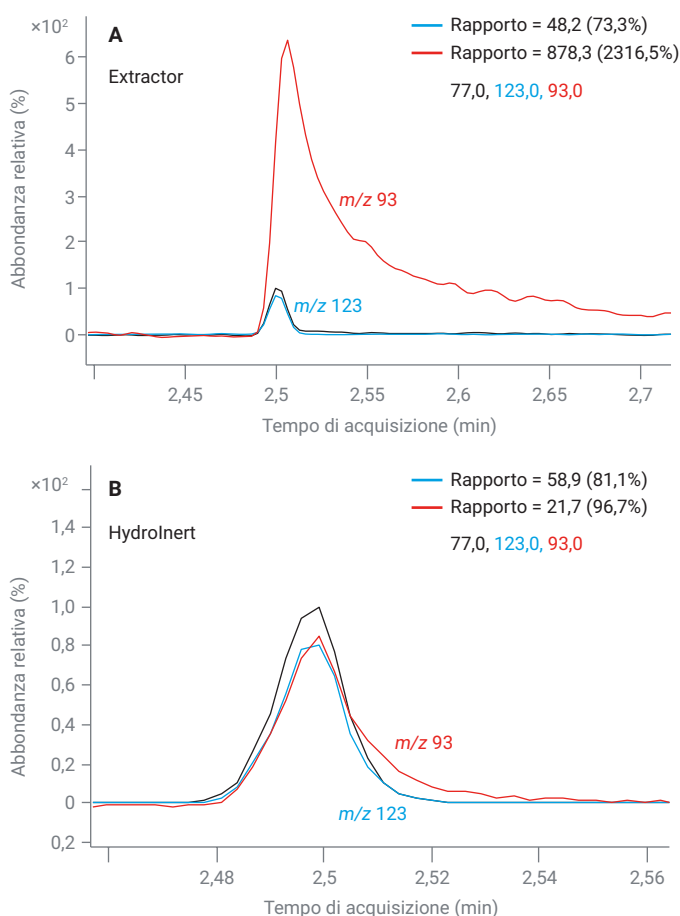 ×10²
A
Extractor
Rapporto = 48,2 (73,3%)
Rapporto = 878,3 (2316,5%)
77,0, 123,0, 93,0
Abbondanza relativa (%)
6
5
4
3
2
1
0
m/z 93
m/z 123
2,45
2,5
2,55
2,6
2,65
2,7
Tempo di acquisizione (min)
×10²
B
HydroInert
Rapporto = 58,9 (81,1%)
Rapporto = 21,7 (96,7%)
77,0, 123,0, 93,0
Abbondanza relativa (%)
1,4
1,2
1,0
0,8
0,6
0,4
0,2
0
0,2
m/z 93
m/z 123
2,48
2,5
2,52
2,54
2,56
Tempo di acquisizione (min)